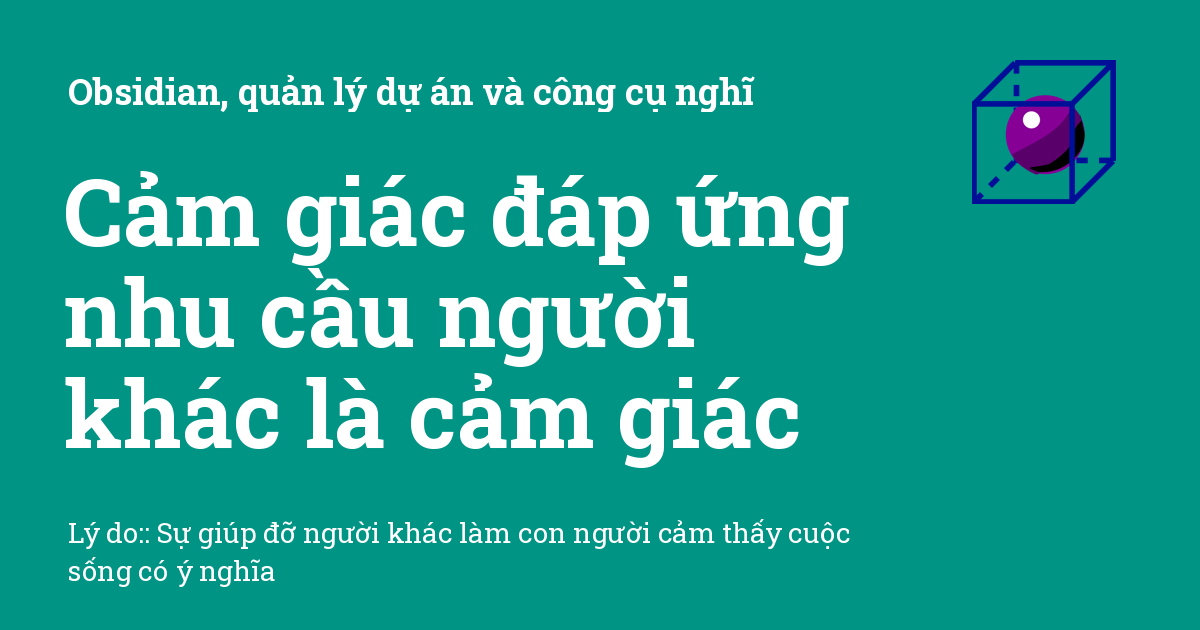 Obsidian, quản lý dự án và công cụ nghĩ
Cảm giác đáp ứng
nhu cầu người
khác là cảm giác
Lý do:: Sự giúp đỡ người khác làm con người cảm thấy cuộc
sống có ý nghĩa